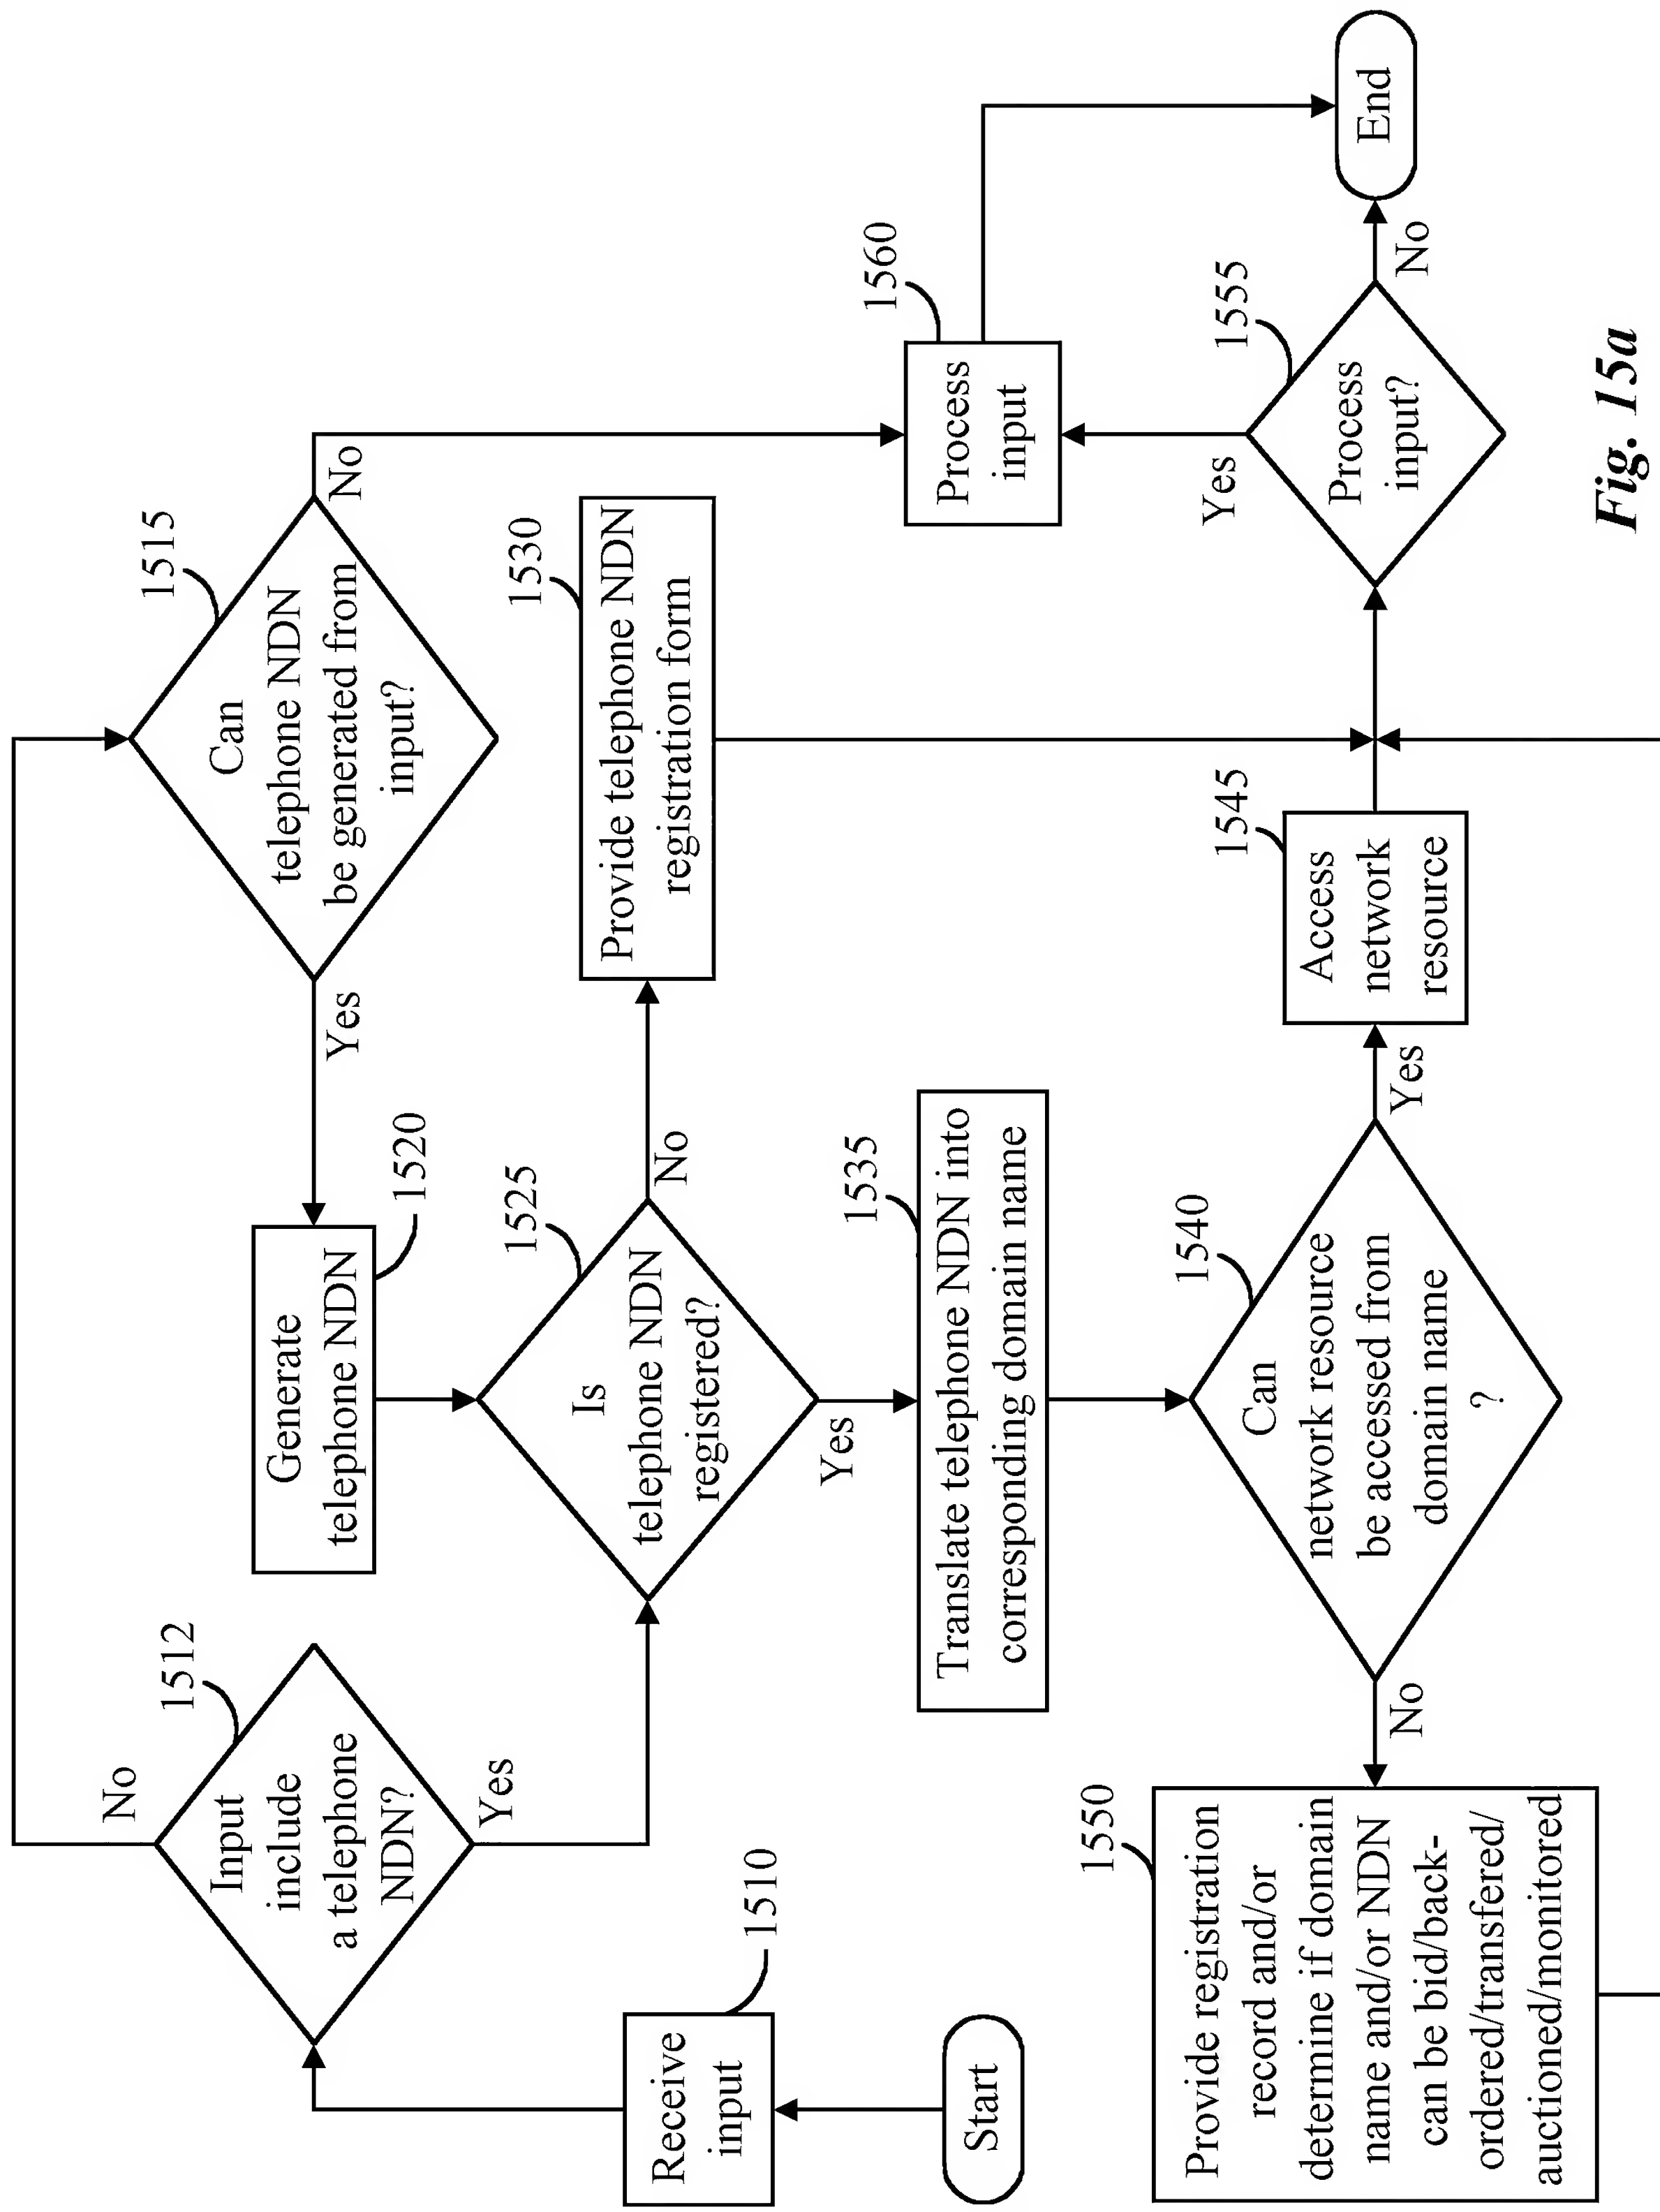 Start
Receive
input
1510
Input
include
a telephone
NDN?
1512
No
Yes
Can
telephone NDN
be generated from
input?
1515
Yes
No
Generate
telephone NDN
1520
Is
telephone NDN
registered?
1525
No
Yes
Provide telephone NDN
registration form
1530
Translate telephone NDN into
corresponding domain name
1535
Can
network resource
be accessed from
domain name
?
1540
Yes
No
Access
network
resource
1545
Provide registration
record and/or
determine if domain
name and/or NDN
can be bid/back-
ordered/transfered/
auctioned/monitored
1550
Process
input?
1555
Yes
No
Process
input
1560
End
Fig. 15a